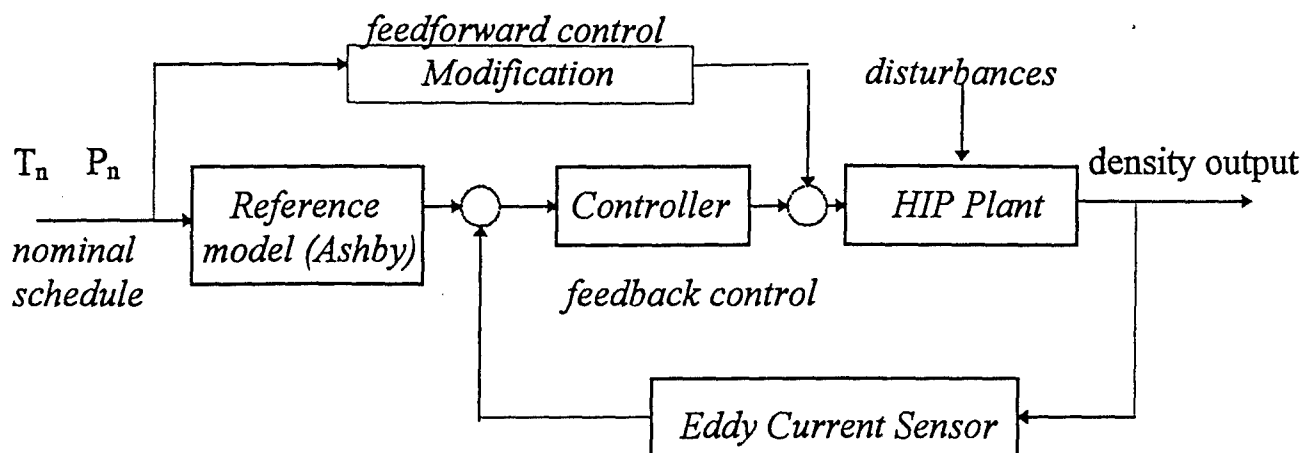 feedforward control
Modification
disturbances
Tn Pn
density output
Reference
model (Ashby)
Controller
HIP Plant
nominal
schedule
feedback control
Eddy Current Sensor